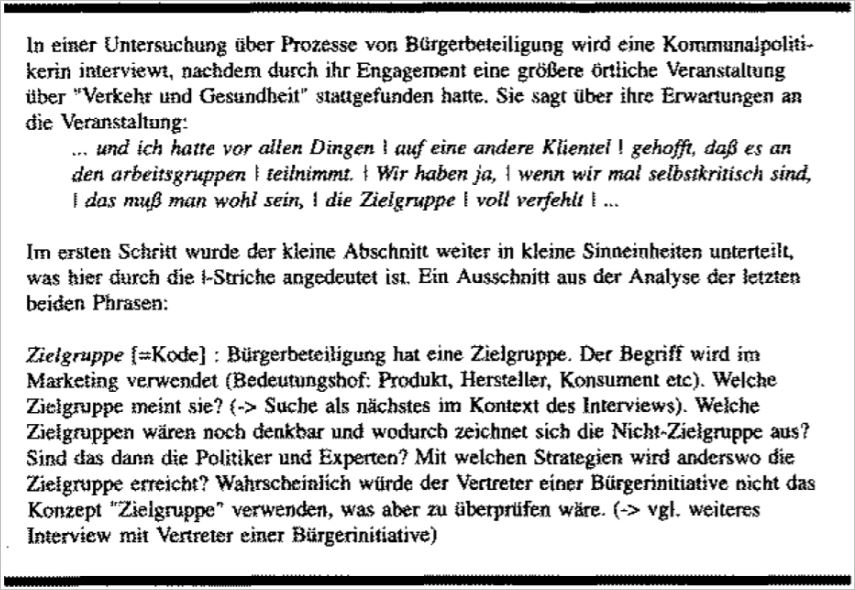 In einer Untersuchung über Prozesse von Bürgerbeteiligung wird eine Kommunalpoliti-
kerin interviewt, nachdem durch ihr Engagement eine größere örtliche Veranstaltung
über "Verkehr und Gesundheit" stattgefunden hatte. Sie sagt über ihre Erwartungen an
die Veranstaltung:
... und ich hatte vor allen Dingen | auf eine andere Klientel | gehofft, daß es an
den arbeitsgruppen | teilnimmt. | Wir haben ja, | wenn wir mal selbstkritisch sind,
| das muß man wohl sein, | die Zielgruppe | voll verfehlt | ...
Im ersten Schritt wurde der kleine Abschnitt weiter in kleine Sinneinheiten unterteilt,
was hier durch die |-Striche angedeutet ist. Ein Ausschnitt aus der Analyse der letzten
beiden Phrasen:
Zielgruppe [=Kode] : Bürgerbeteiligung hat eine Zielgruppe. Der Begriff wird im
Marketing verwendet (Bedeutungshof: Produkt, Hersteller, Konsument etc). Welche
Zielgruppe meint sie? (-> Suche als nächstes im Kontext des Interviews). Welche
Zielgruppen wären noch denkbar und wodurch zeichnet sich die Nicht-Zielgruppe aus?
Sind das dann die Politiker und Experten? Mit welchen Strategien wird anderswo die
Zielgruppe erreicht? Wahrscheinlich würde der Vertreter einer Bürgerinitiative nicht das
Konzept "Zielgruppe" verwenden, was aber zu überprüfen wäre. (-> vgl. weiteres
Interview mit Vertreter einer Bürgerinitiative)